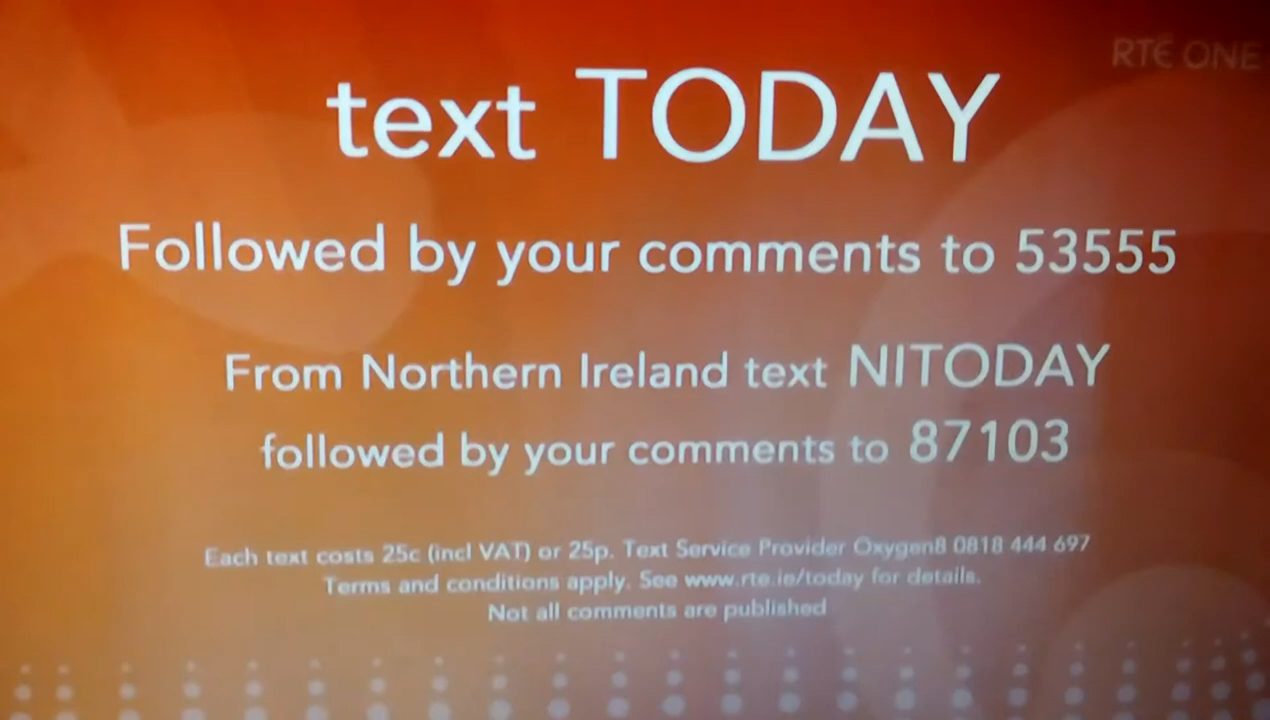 RTÉ ONE
text TODAY
Followed by your comments to 53555
From Northern Ireland text NITODAY
followed by your comments to 87103
Each text costs 25c (incl VAT) or 25p. Text Service Provider Oxygen8 0818 444 697
Terms and conditions apply. See www.rte.ie/today for details.
Not all comments are published